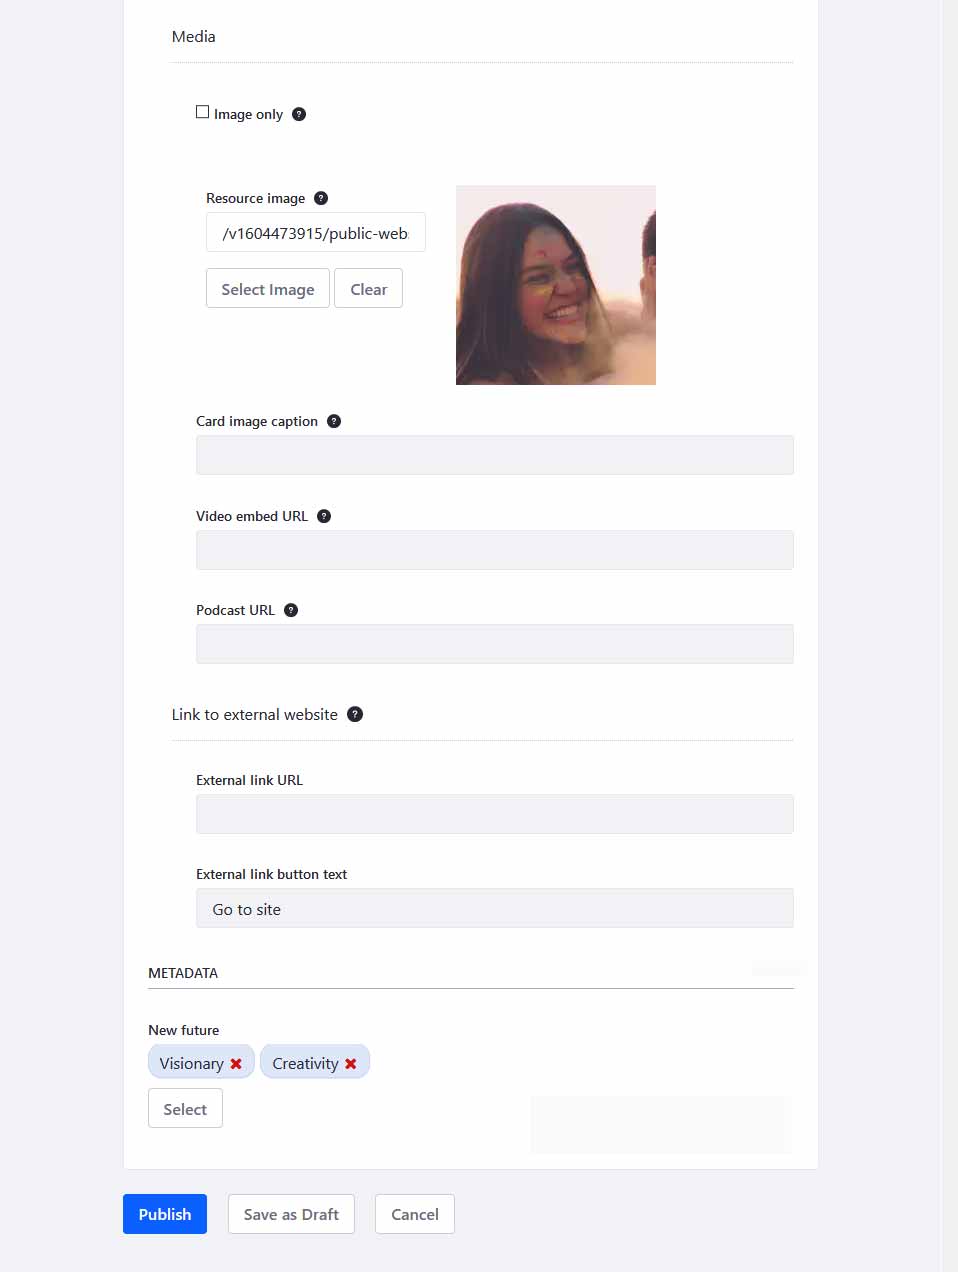 Media
Image only ?
Resource image ?
/v1604473915/public-web
Select Image Clear
Card image caption ?
Video embed URL ?
Podcast URL ?
Link to external website ?
External link URL
External link button text
Go to site
METADATA
New future
Visionary ✖ Creativity ✖
Select
Publish Save as Draft Cancel